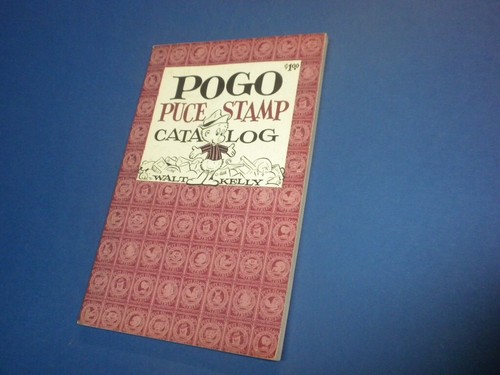 $1.00
POGO
PUCE STAMP
CATALOG
WALT KELLY